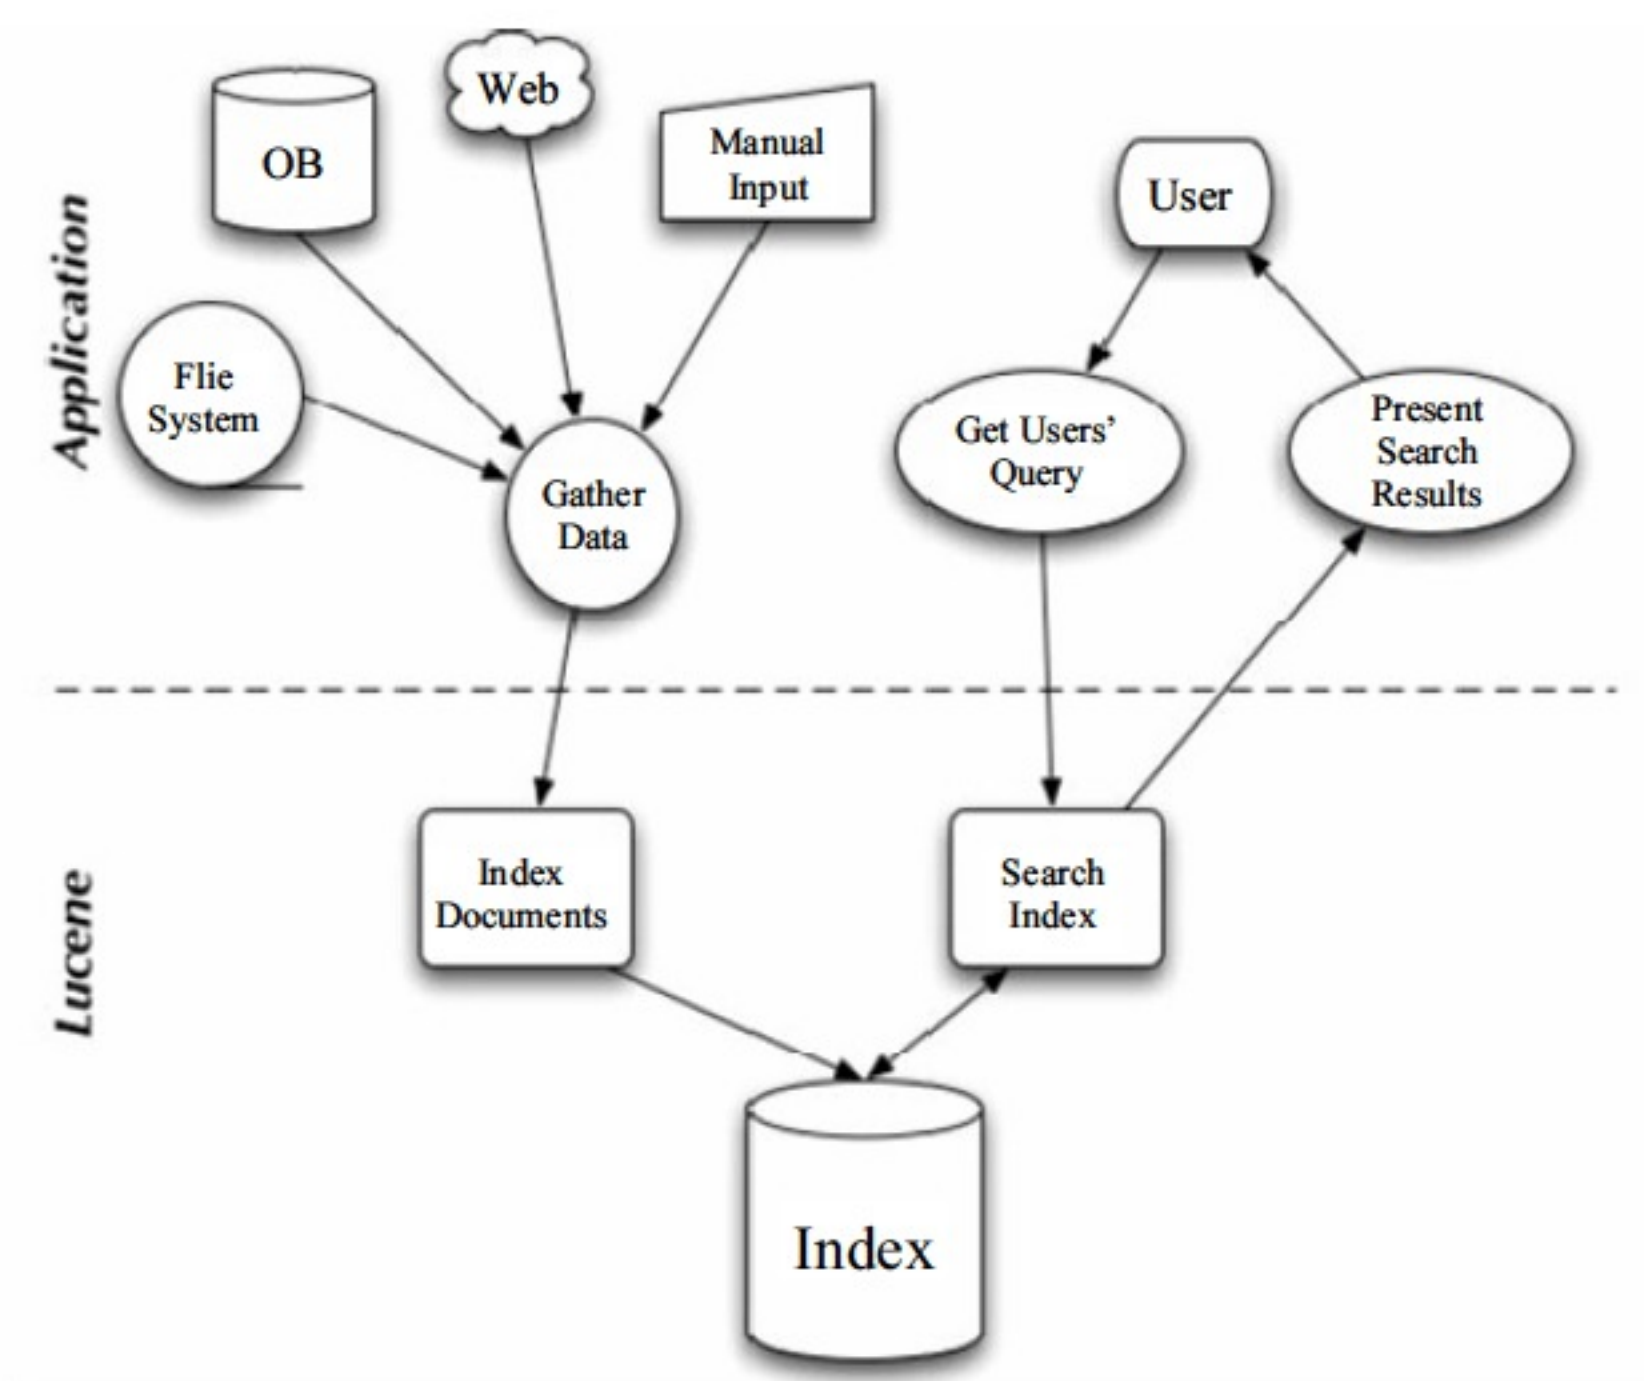 Web
OB
Manual
Input
User
Application
Flie
System
Gather
Data
Get Users’
Query
Present
Search
Results
Lucene
Index
Documents
Search
Index
Index